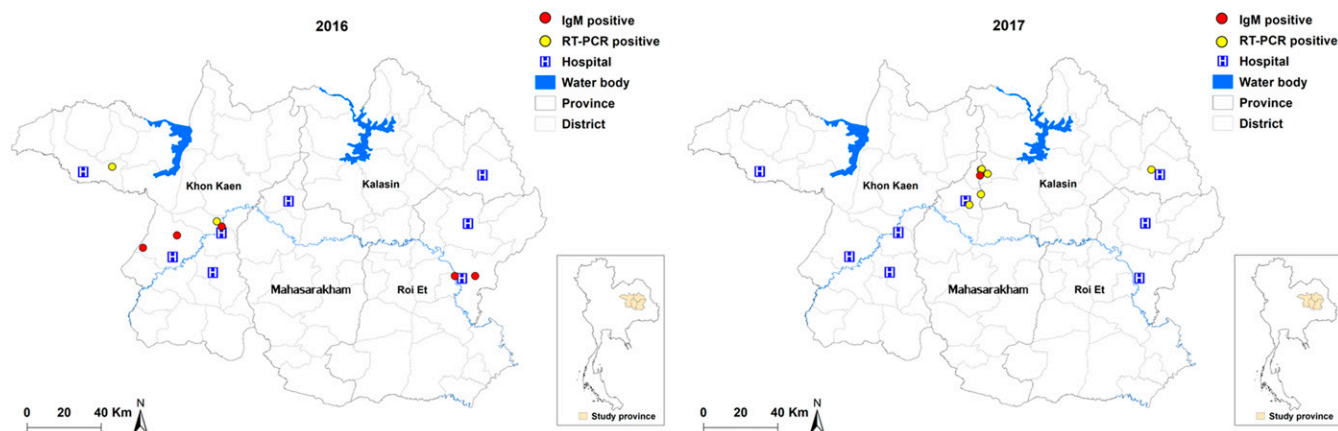 2016
IgM positive
RT-PCR positive
H Hospital
Water body
Province
District
Khon Kaen
Kalasin
Mahasarakham
Roi Et
H
H
H
H
H
H
H
H
0 20 40 Km
N
Study province
2017
IgM positive
RT-PCR positive
H Hospital
Water body
Province
District
Khon Kaen
Kalasin
Mahasarakham
Roi Et
H
H
H
H
H
H
H
H
0 20 40 Km
N
Study province